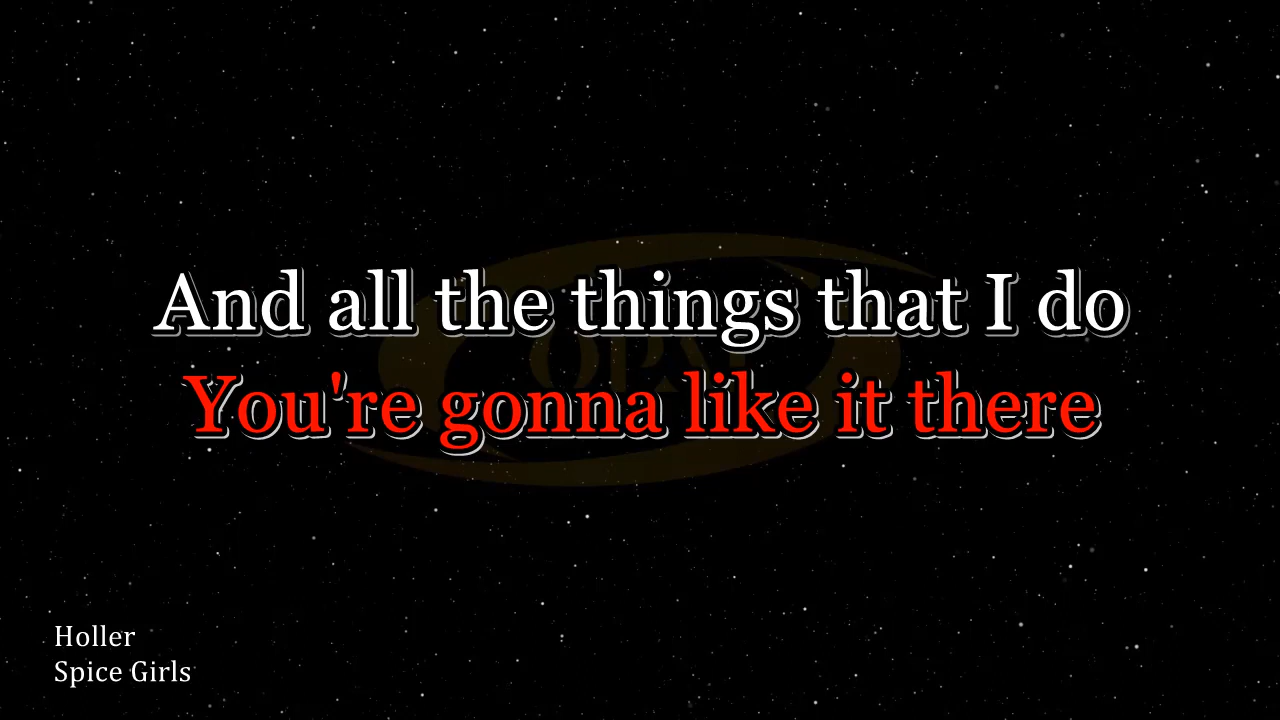 And all the things that I do
You're gonna like it there
Holler
Spice Girls